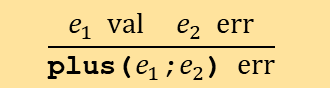 e₁ val e₂ err
plus(e₁;e₂) err